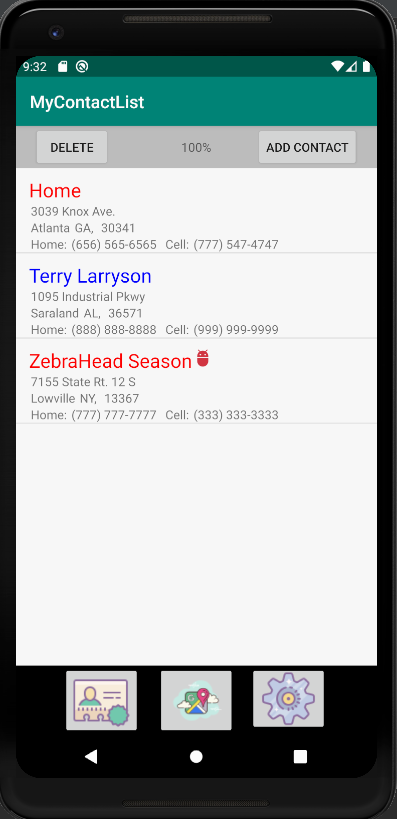 9:32
MyContactList
DELETE 100% ADD CONTACT
Home
3039 Knox Ave.
Atlanta GA, 30341
Home: (656) 565-6565 Cell: (777) 547-4747
Terry Larryson
1095 Industrial Pkwy
Saraland AL, 36571
Home: (888) 888-8888 Cell: (999) 999-9999
ZebraHead Season
7155 State Rt. 12 S
Lowville NY, 13367
Home: (777) 777-7777 Cell: (333) 333-3333